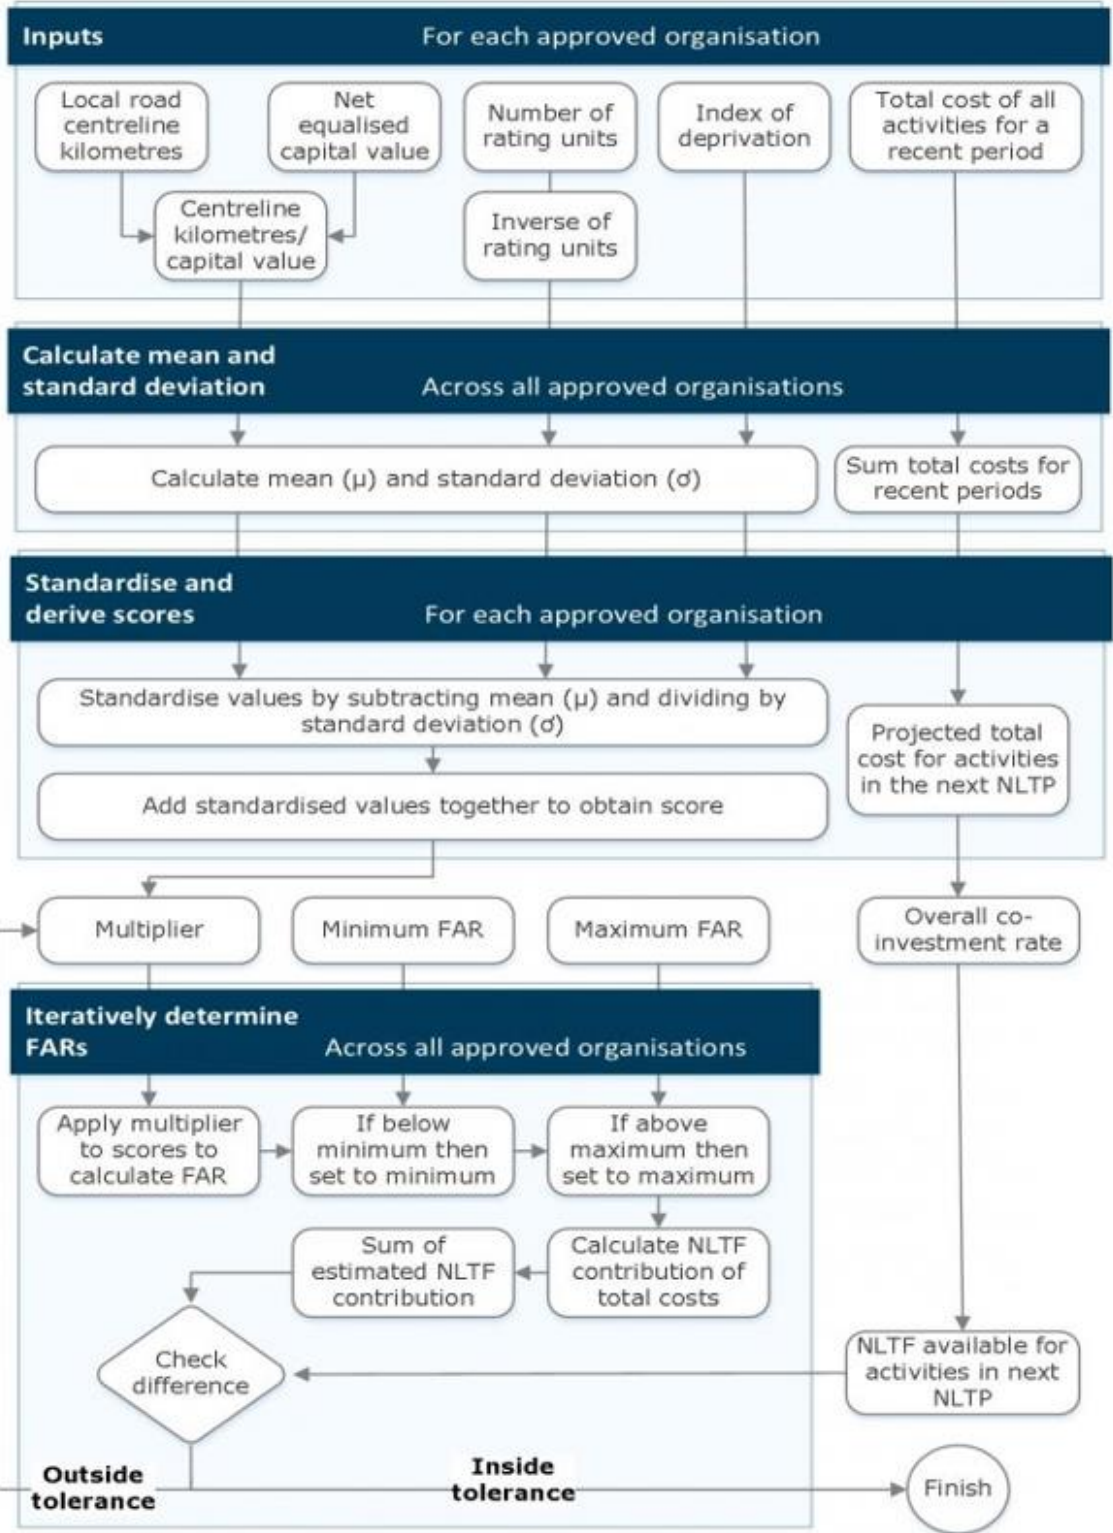 Inputs For each approved organisation
Local road
centreline
kilometres
Net
equalised
capital value
Number of
rating units
Index of
deprivation
Total cost of all
activities for a
recent period
Centreline
kilometres/
capital value
Inverse of
rating units
Calculate mean and
standard deviation Across all approved organisations
Calculate mean (μ) and standard deviation (σ)
Sum total costs for
recent periods
Standardise and
derive scores For each approved organisation
Standardise values by subtracting mean (μ) and dividing by
standard deviation (σ)
Projected total
cost for activities
in the next NLTP
Add standardised values together to obtain score
Multiplier
Minimum FAR
Maximum FAR
Overall co-
investment rate
Iteratively determine
FARs Across all approved organisations
Apply multiplier
to scores to
calculate FAR
If below
minimum then
set to minimum
If above
maximum then
set to maximum
Sum of
estimated NLTF
contribution
Calculate NLTF
contribution of
total costs
Check
difference
NLTF available for
activities in next
NLTP
Outside
tolerance
Inside
tolerance
Finish